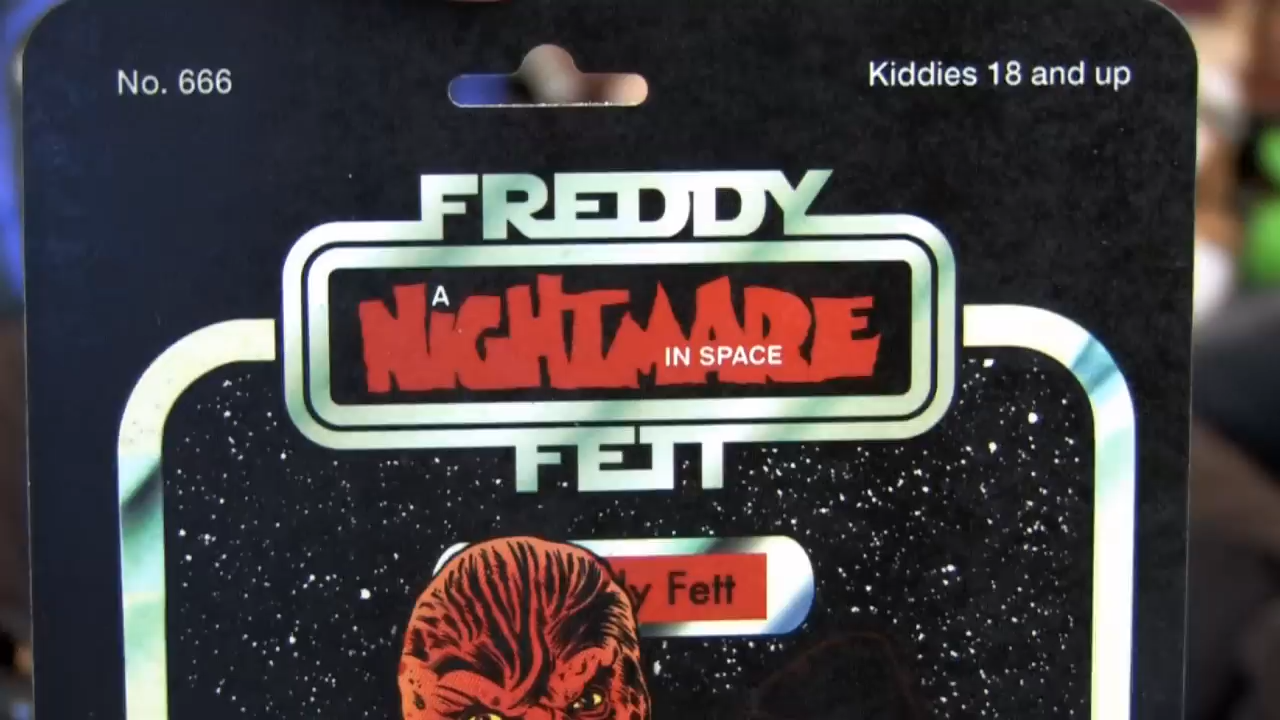 No. 666
Kiddies 18 and up
FREDDY
A
NIGHTMARE
IN SPACE
FETT
Fett